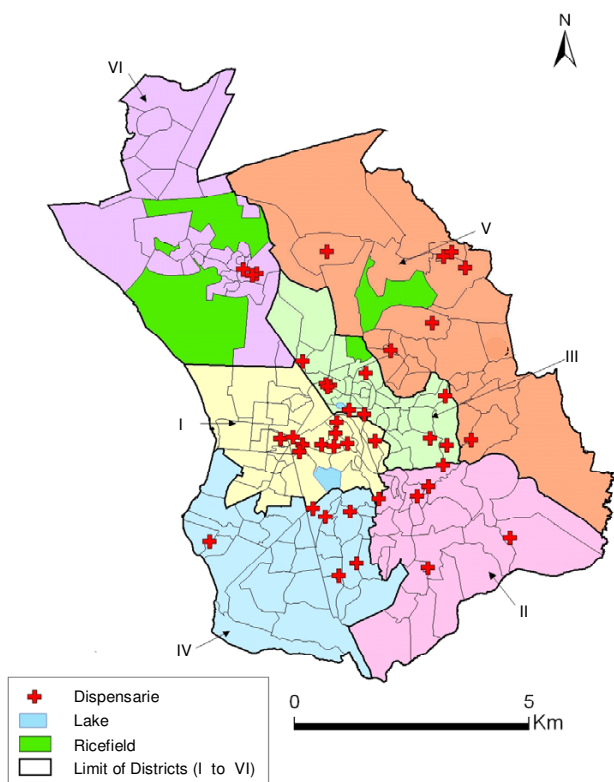 N
VI
V
III
I
II
IV
Dispensarie
Lake
Ricefield
Limit of Districts (I to VI)
0 5
Km